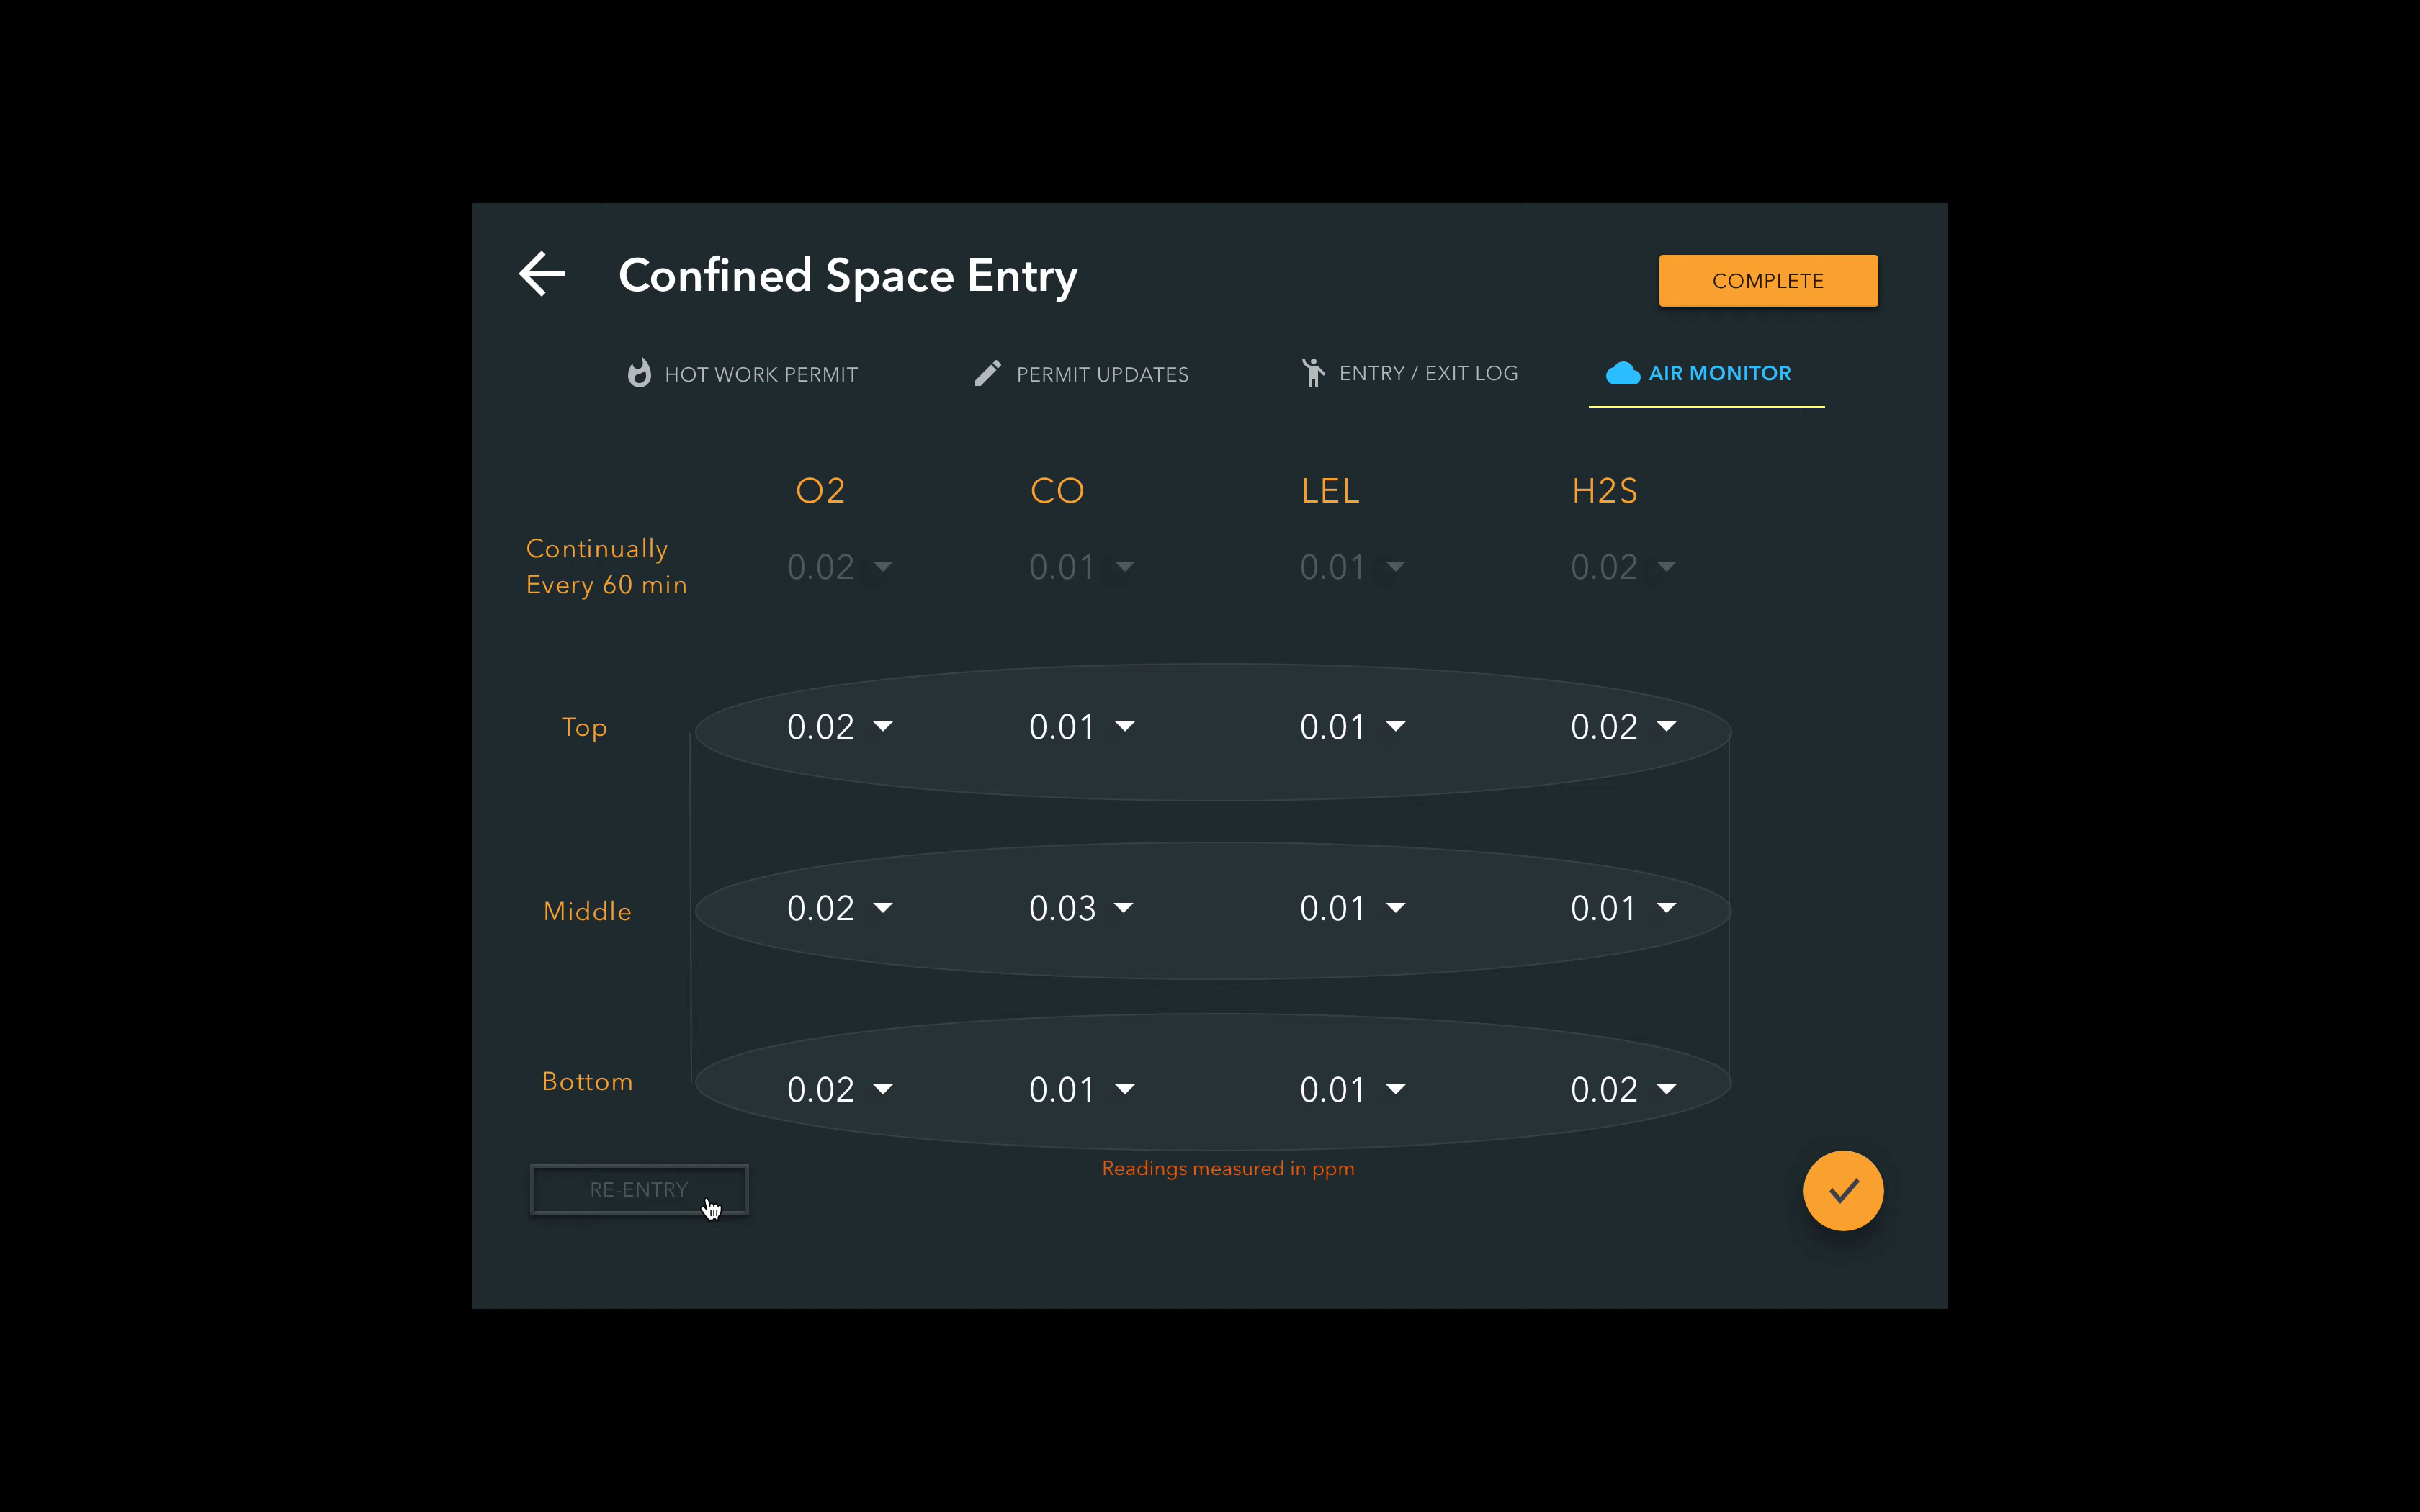 Confined Space Entry
COMPLETE
HOT WORK PERMIT
PERMIT UPDATES
ENTRY / EXIT LOG
AIR MONITOR
O2 CO LEL H2S
Continually
Every 60 min
0.02 0.01 0.01 0.02
Top 0.02 0.01 0.01 0.02
Middle 0.02 0.03 0.01 0.01
Bottom 0.02 0.01 0.01 0.02
Readings measured in ppm
RE-ENTRY